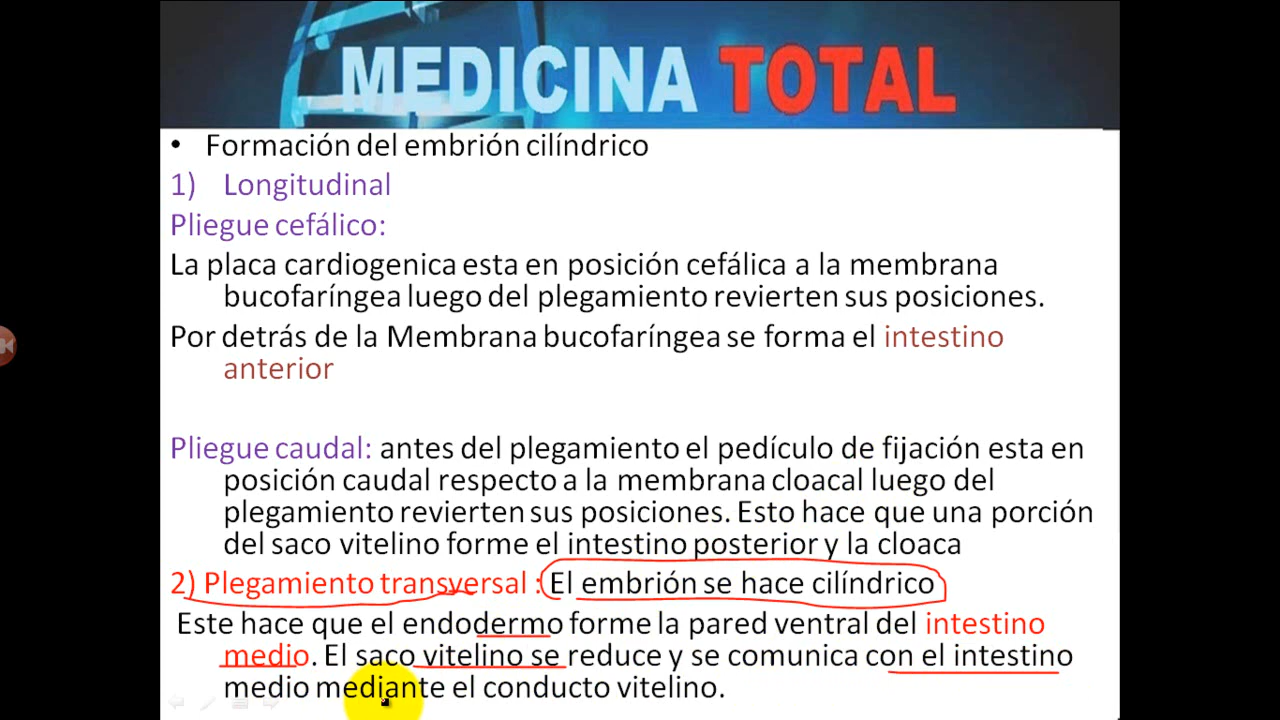 MEDICINA TOTAL
• Formación del embrión cilíndrico
1) Longitudinal
Pliegue cefálico:
La placa cardiogenica esta en posición cefálica a la membrana
bucofaríngea luego del plegamiento revierten sus posiciones.
Por detrás de la Membrana bucofaríngea se forma el intestino
anterior
Pliegue caudal: antes del plegamiento el pedículo de fijación esta en
posición caudal respecto a la membrana cloacal luego del
plegamiento revierten sus posiciones. Esto hace que una porción
del saco vitelino forme el intestino posterior y la cloaca
2) Plegamiento transversal : El embrión se hace cilíndrico
Este hace que el endodermo forme la pared ventral del intestino
medio. El saco vitelino se reduce y se comunica con el intestino
medio mediante el conducto vitelino.